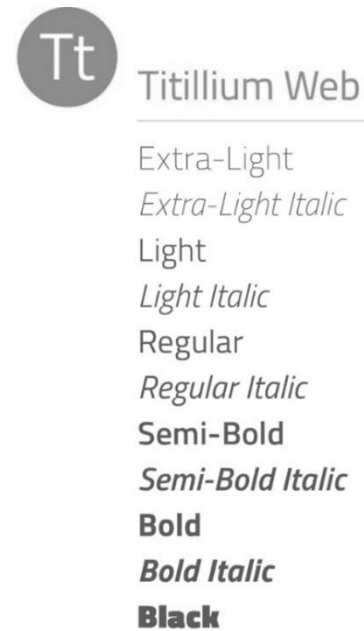 Tt
Titillium Web
Extra-Light
Extra-Light Italic
Light
Light Italic
Regular
Regular Italic
Semi-Bold
Semi-Bold Italic
Bold
Bold Italic
Black